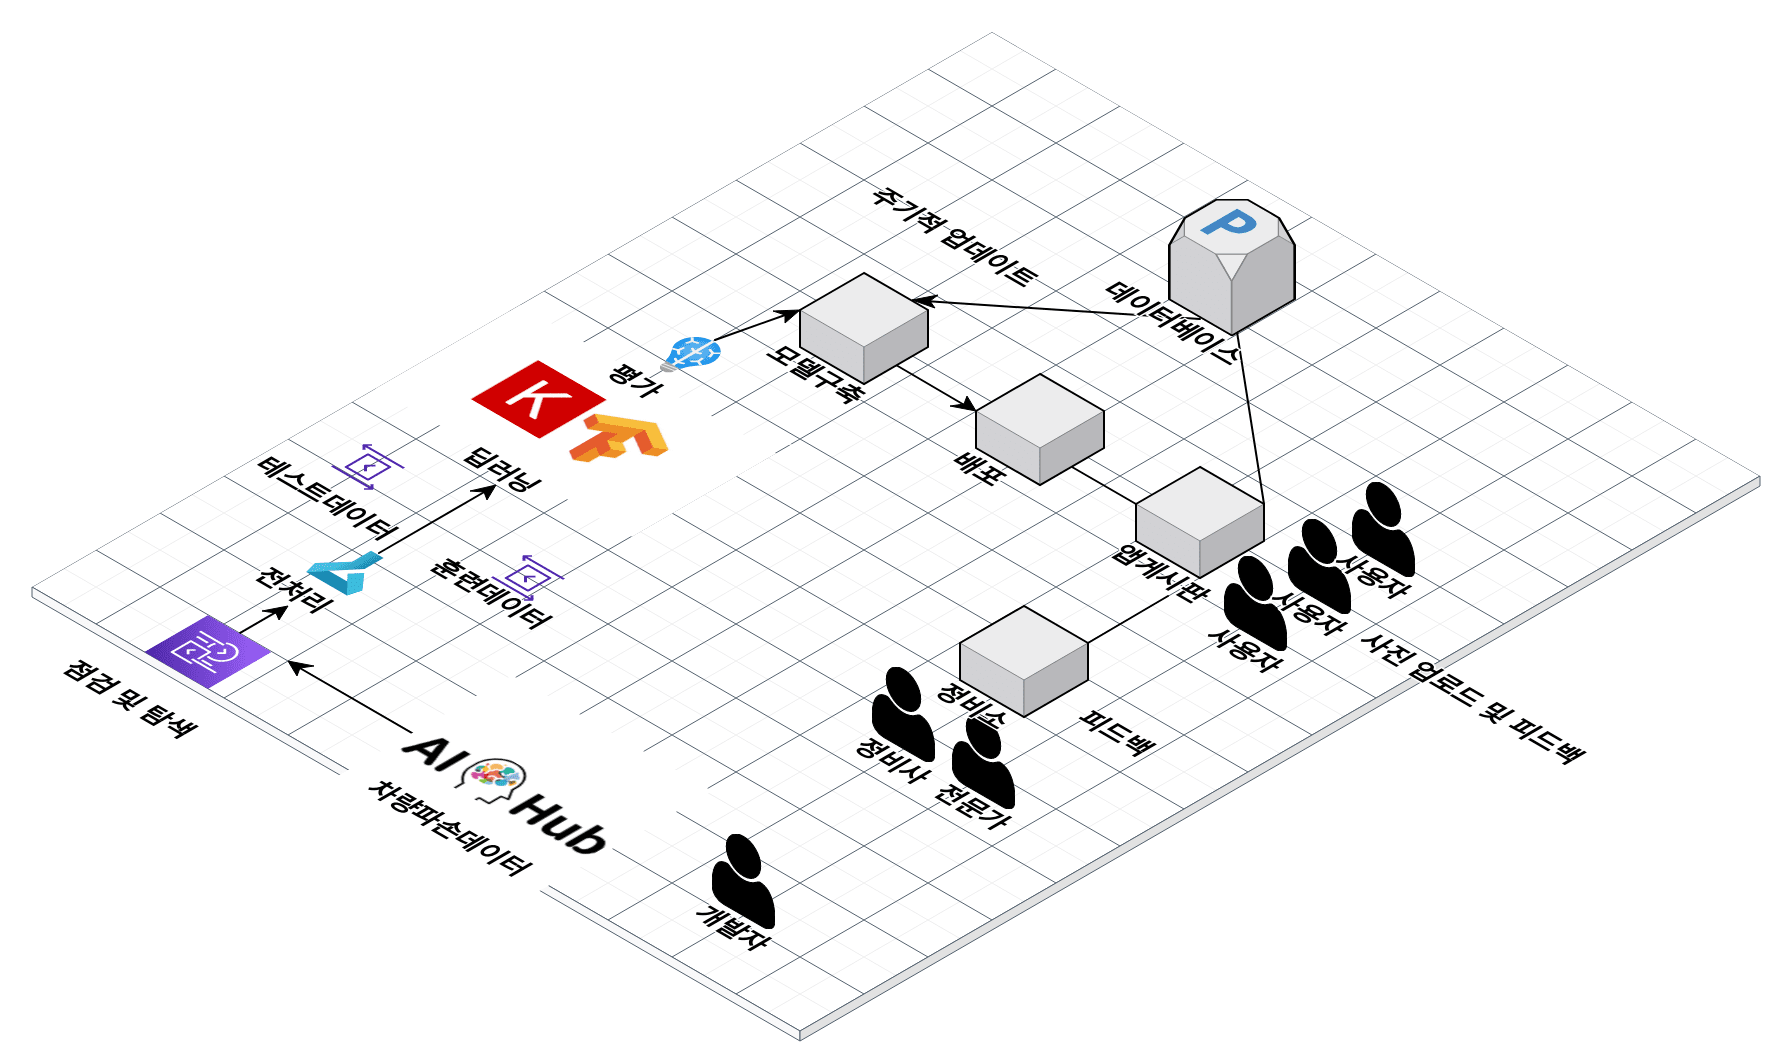 주기적 업데이트
P
데이터베이스
모델구축
평가
K
딥러닝
테스트데이터
배포
앱게시판
전처리
훈련데이터
사용자
사용자
사용자
사진 업로드 및 피드백
점검 및 탐색
정비소
피드백
정비사
전문가
AI Hub
차량파손데이터
개발자